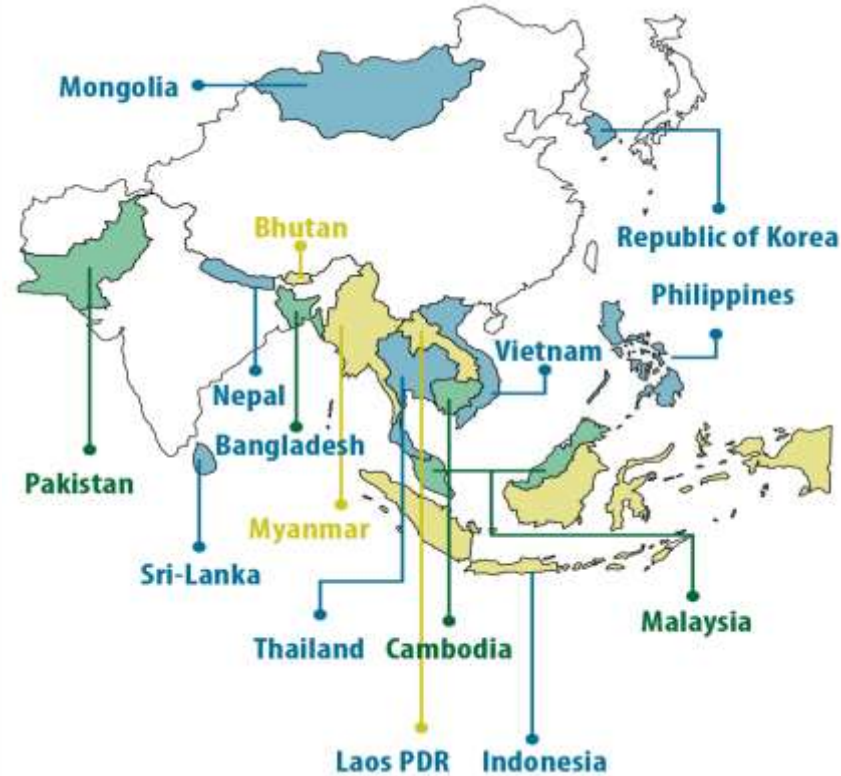 Mongolia
Bhutan
Republic of Korea
Philippines
Vietnam
Nepal
Bangladesh
Pakistan
Myanmar
Sri-Lanka
Malaysia
Thailand
Cambodia
Laos PDR
Indonesia